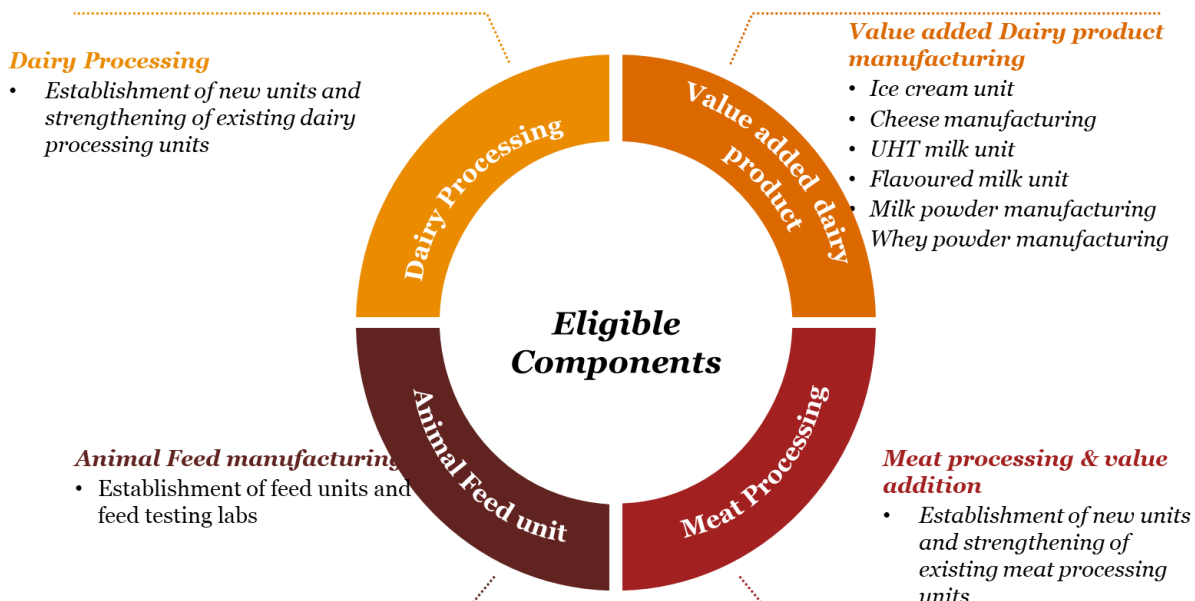 Dairy Processing
• Establishment of new units and
strengthening of existing dairy
processing units
Value added Dairy product
manufacturing
• Ice cream unit
• Cheese manufacturing
• UHT milk unit
• Flavoured milk unit
• Milk powder manufacturing
Whey powder manufacturing
Dairy Processing
Value added dairy
product
Eligible
Components
Animal Feed unit
Meat Processing
Animal Feed manufacturing
• Establishment of feed units and
feed testing labs
Meat processing & value
addition
• Establishment of new units
and strengthening of
existing meat processing
units